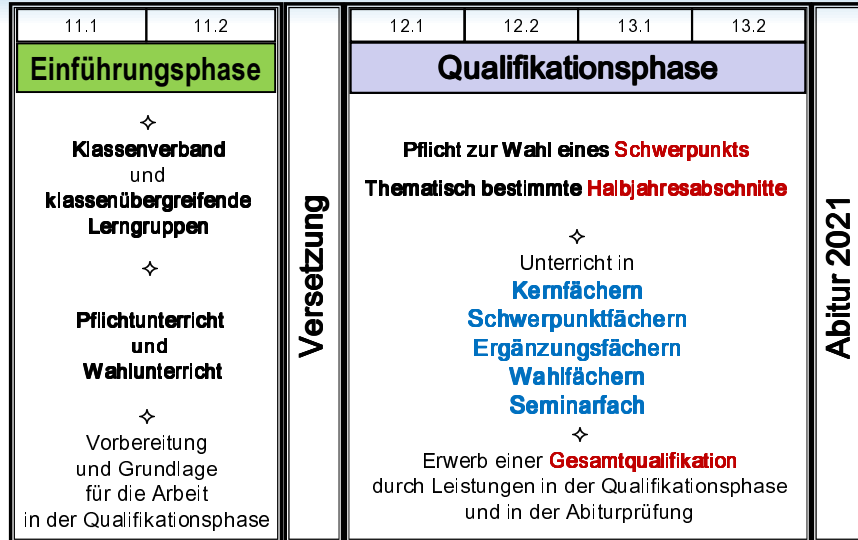 11.1
11.2
Einführungsphase
Klassenverband
und
klassenübergreifende
Lerngruppen
Pflichtunterricht
und
Wahlunterricht
Vorbereitung
und Grundlage
für die Arbeit
in der Qualifikationsphase
Versetzung
12.1
12.2
13.1
13.2
Qualifikationsphase
Pflicht zur Wahl eines Schwerpunkts
Thematisch bestimmte Halbjahresabschnitte
Unterricht in
Kernfächern
Schwerpunktfächern
Ergänzungsfächern
Wahlfächern
Seminarfach
Erwerb einer Gesamtqualifikation
durch Leistungen in der Qualifikationsphase
und in der Abiturprüfung
Abitur 2021